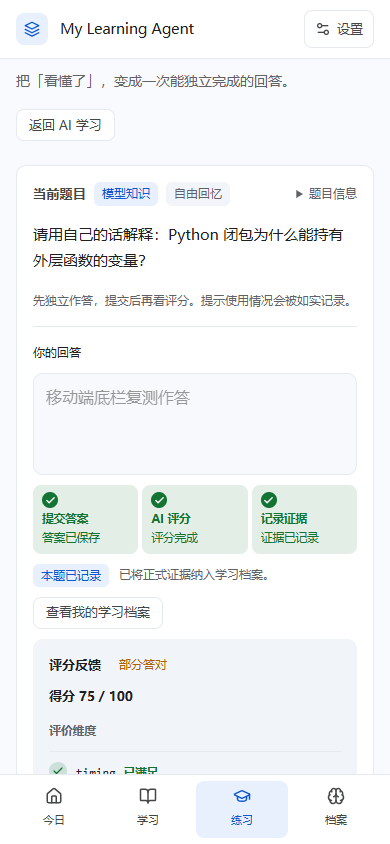 My Learning Agent
设置
把「看懂了」，变成一次能独立完成的回答。
返回 AI 学习
当前题目 模型知识 自由回忆 ▶ 题目信息
请用自己的话解释：Python 闭包为什么能持有
外层函数的变量？
先独立作答，提交后再看评分。提示使用情况会被如实记录。
你的回答
移动端底栏复测作答
提交答案
答案已保存
AI 评分
评分完成
记录证据
证据已记录
本题已记录 已将正式证据纳入学习档案。
查看我的学习档案
评分反馈 部分答对
得分 75 / 100
评价维度
timing 已满足
今日
学习
练习
档案